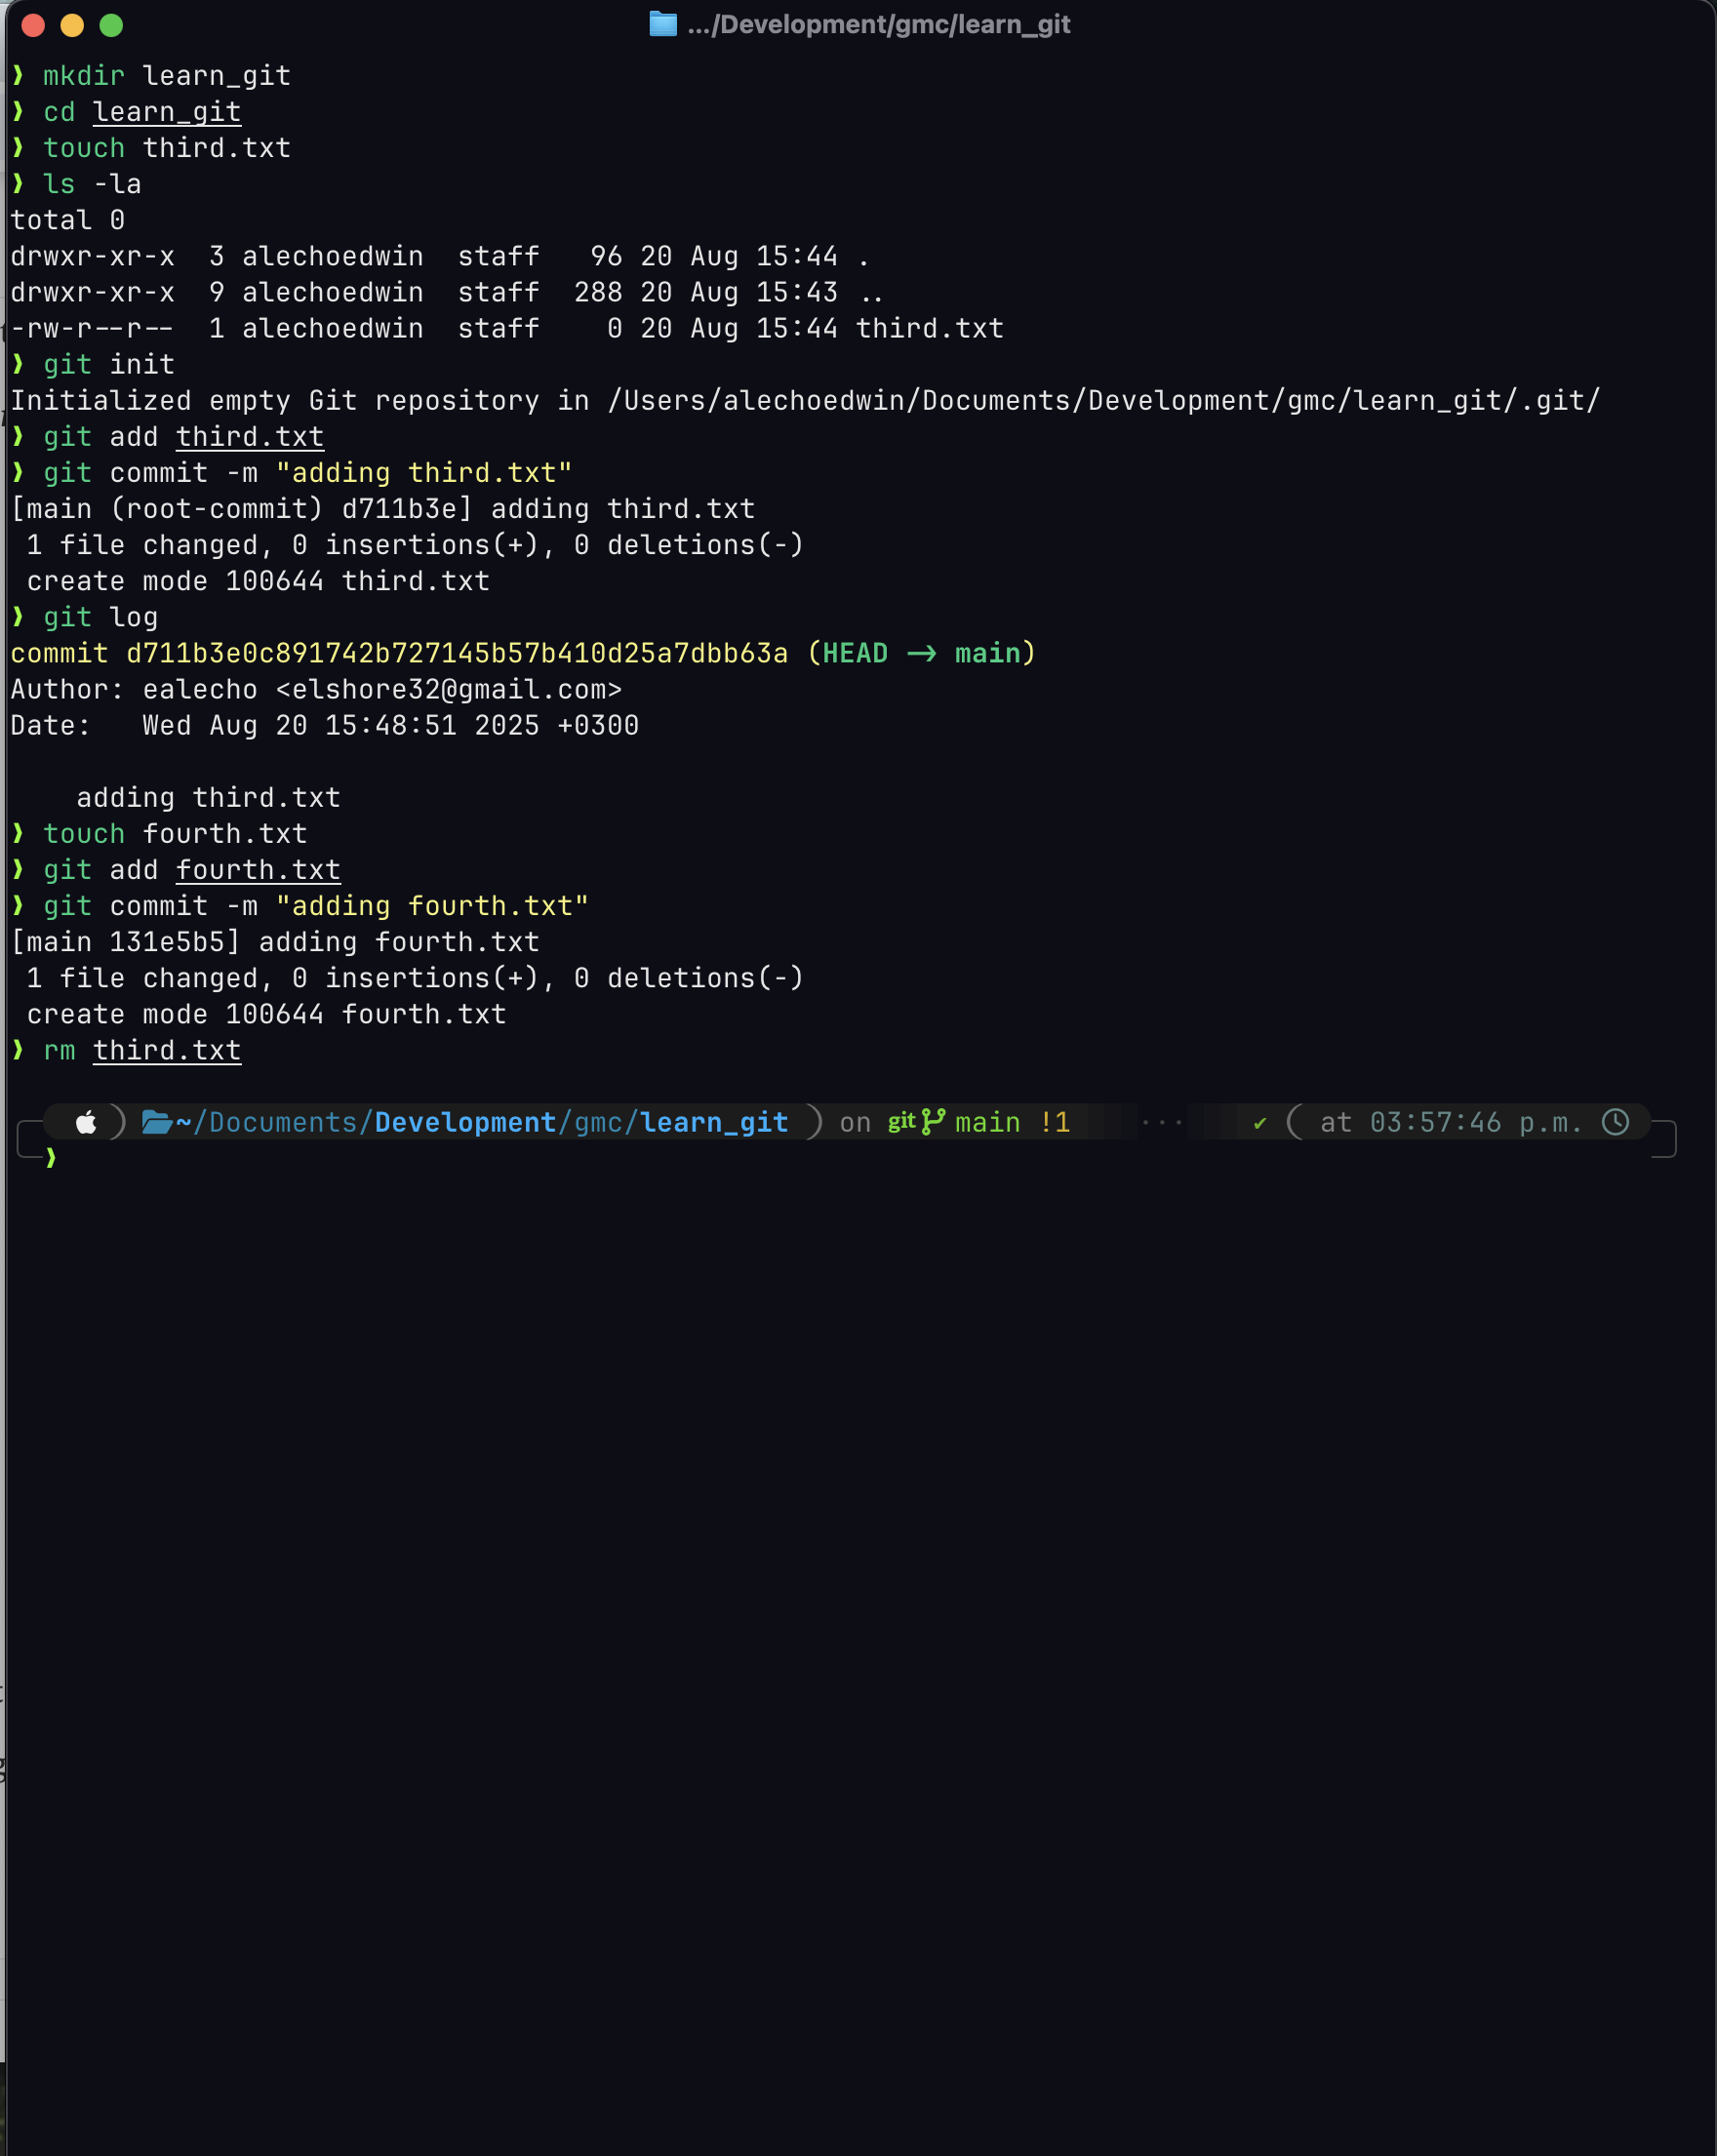 .../Development/gmc/learn_git
❱ mkdir learn_git
❱ cd learn_git
❱ touch third.txt
❱ ls -la
total 0
drwxr-xr-x  3 alechoedwin  staff   96 20 Aug 15:44 .
drwxr-xr-x  9 alechoedwin  staff  288 20 Aug 15:43 ..
-rw-r--r--  1 alechoedwin  staff    0 20 Aug 15:44 third.txt
❱ git init
Initialized empty Git repository in /Users/alechoedwin/Documents/Development/gmc/learn_git/.git/
❱ git add third.txt
❱ git commit -m "adding third.txt"
[main (root-commit) d711b3e] adding third.txt
 1 file changed, 0 insertions(+), 0 deletions(-)
 create mode 100644 third.txt
❱ git log
commit d711b3e0c891742b727145b57b410d25a7dbb63a (HEAD -> main)
Author: ealecho <elshore32@gmail.com>
Date:   Wed Aug 20 15:48:51 2025 +0300
    adding third.txt
❱ touch fourth.txt
❱ git add fourth.txt
❱ git commit -m "adding fourth.txt"
[main 131e5b5] adding fourth.txt
 1 file changed, 0 insertions(+), 0 deletions(-)
 create mode 100644 fourth.txt
❱ rm third.txt
~/Documents/Development/gmc/learn_git ) on git main !1 ··· ✔ ( at 03:57:46 p.m.
❱